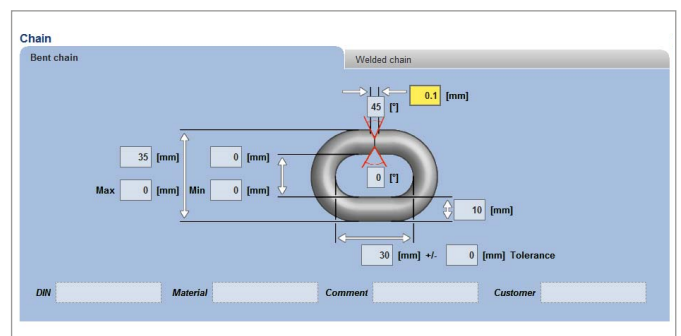 Chain
Bent chain
Welded chain
0.1 [mm]
45 [°]
35 [mm] 0 [mm]
0 [°]
Max 0 [mm] Min 0 [mm]
10 [mm]
30 [mm] +/- 0 [mm] Tolerance
DIN Material Comment Customer